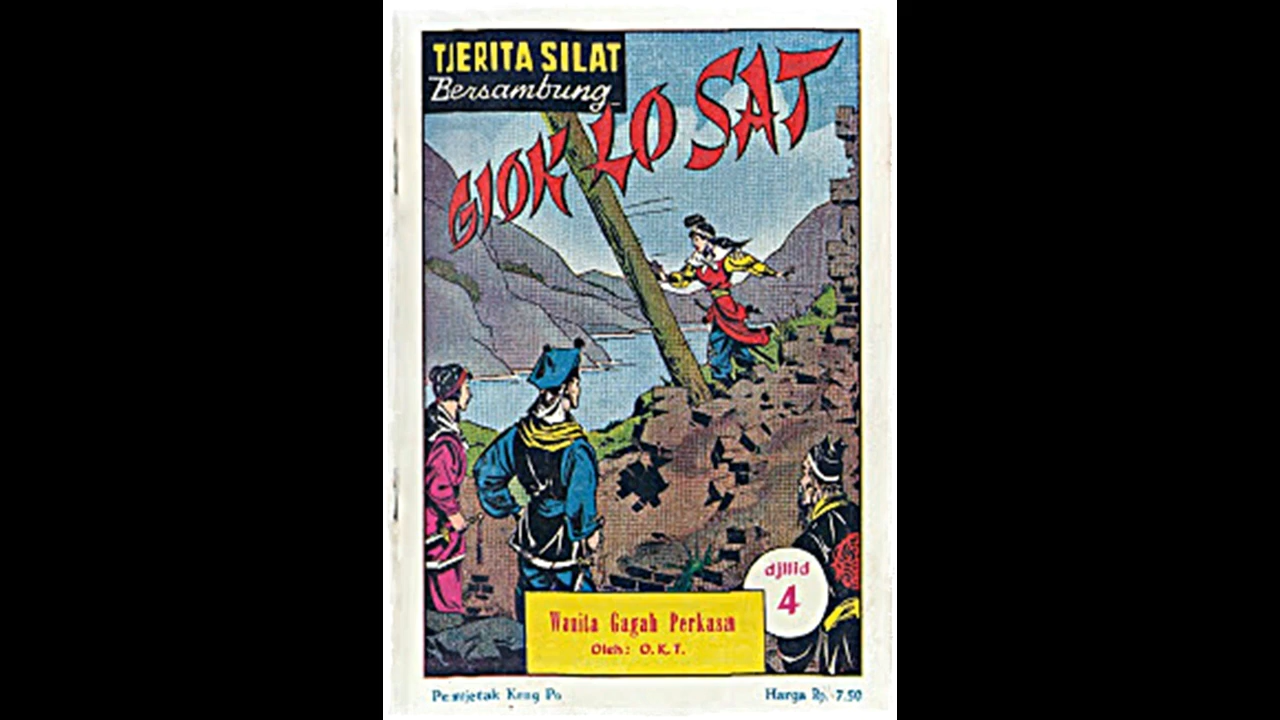 TJERITA SILAT
Bersambung
GIOK LO SAT
djilid
4
Wanita Gagah Perkasa
Oleh: O.K.T.
Pertjetak Keng Po
Harga Rp. 7.50